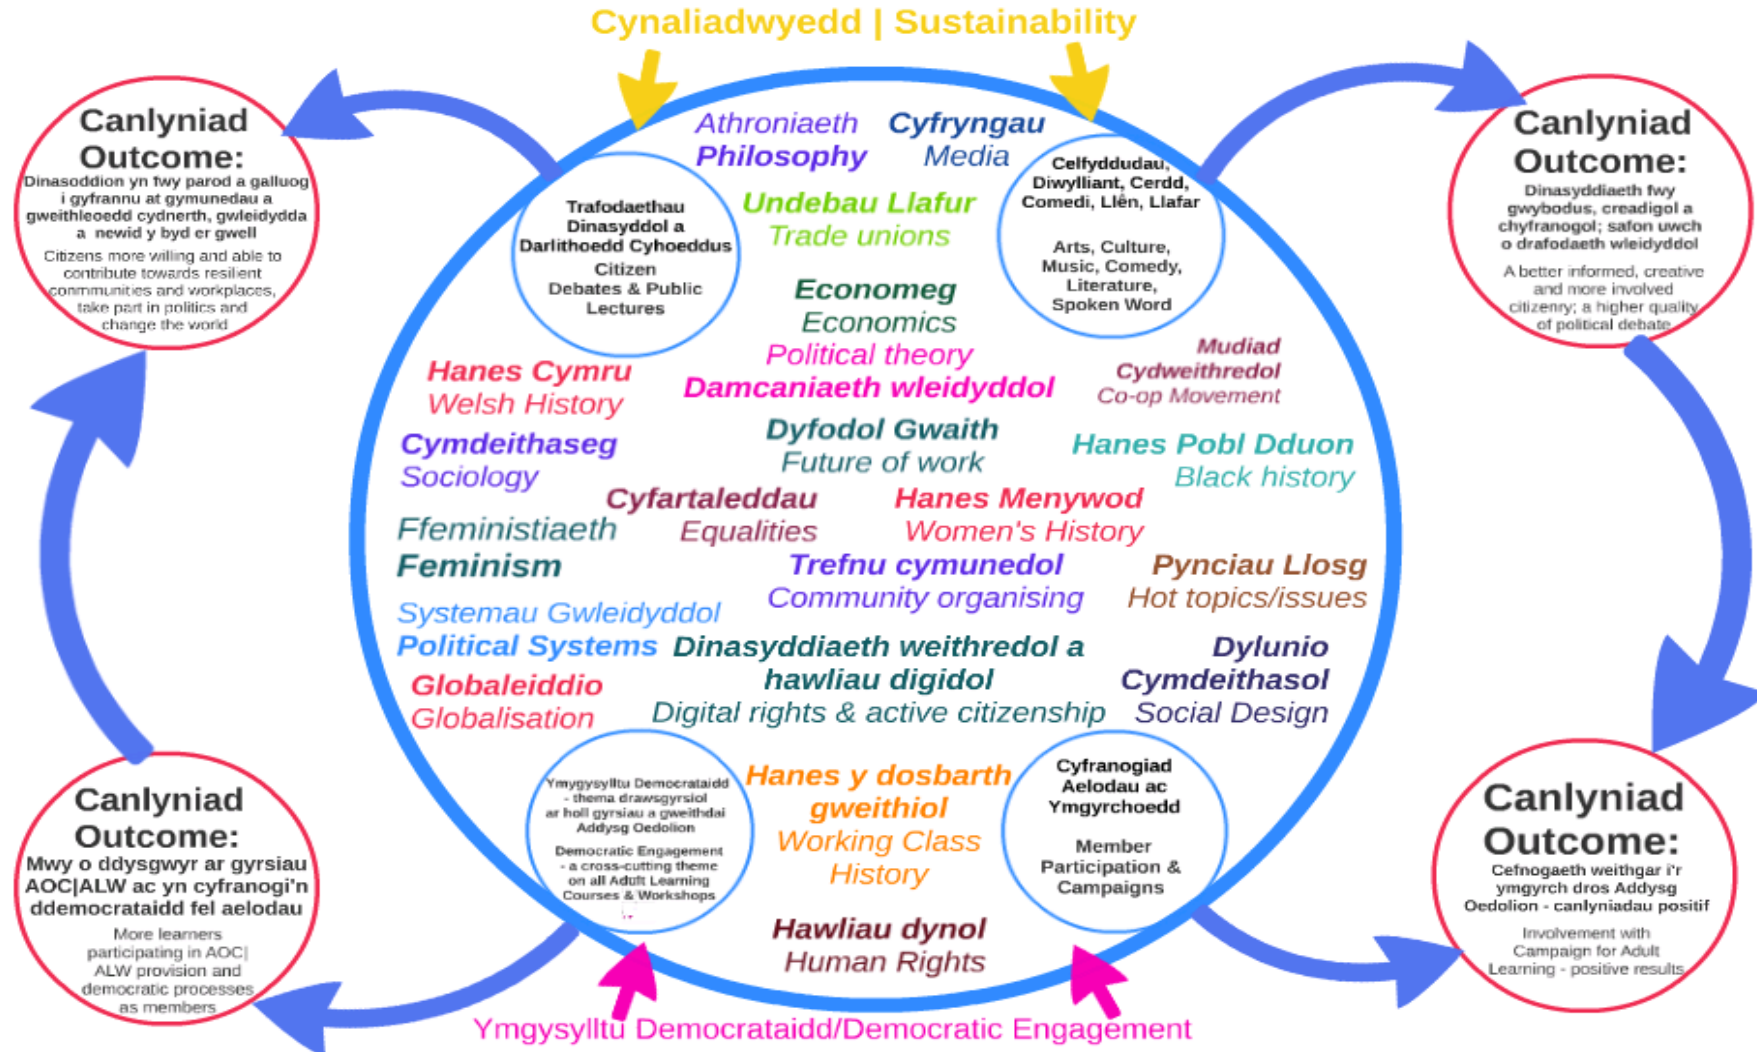 Cynaliadwyedd | Sustainability
Canlyniad
Outcome:
Dinasoddion yn fwy parod a galluog
i gyfrannu at gymunedau a
gweithleoedd cydnerth, gwleidydda
a newid y byd er gwell
Citizens more willing and able to
contribute towards resilient
conmmunities and workplaces,
take part in politics and
change the world
Trafodaethau
Dinasyddol a
Darlithoedd Cyhoeddus
Citizen
Debates & Public
Lectures
Athroniaeth
Philosophy
Cyfryngau
Media
Undebau Llafur
Trade unions
Celfyddudau,
Diwylliant, Cerdd,
Comedi, Llên, Llafar
Arts, Culture,
Music, Comedy,
Literature,
Spoken Word
Canlyniad
Outcome:
Dinasyddiaeth fwy
gwybodus, creadigol a
chyfranogol; safon uwch
o drafodaeth wleidyddol
A better informed, creative
and more involved
citizenry; a higher quality
of political debate
Economeg
Economics
Political theory
Damcaniaeth wleidyddol
Mudiad
Cydweithredol
Co-op Movement
Hanes Cymru
Welsh History
Dyfodol Gwaith
Future of work
Cymdeithaseg
Sociology
Hanes Pobl Dduon
Black history
Cyfartaleddau
Equalities
Hanes Menywod
Women's History
Ffeministiaeth
Feminism
Trefnu cymunedol
Community organising
Pynciau Llosg
Hot topics/issues
Systemau Gwleidyddol
Political Systems
Dinasyddiaeth weithredol a
hawliau digidol
Digital rights & active citizenship
Dylunio
Cymdeithasol
Social Design
Globaleiddio
Globalisation
Canlyniad
Outcome:
Mwy o ddysgwyr ar gyrsiau
AOC|ALW ac yn cyfranogi'n
ddemocrataidd fel aelodau
More learners
participating in AOC|
ALW provision and
democratic processes
as members
Ymygysylltu Democrataidd
- thema drawsgyrsiol
ar holl gyrsiau a gweithdai
Addysg Oedolion
Democratic Engagement
- a cross-cutting theme
on all Adult Learning
Courses & Workshops
Hanes y dosbarth
gweithiol
Working Class
History
Hawliau dynol
Human Rights
Cyfranogiad
Aelodau ac
Ymgyrchoedd
Member
Participation &
Campaigns
Canlyniad
Outcome:
Cefnogaeth weithgar i'r
ymgyrch dros Addysg
Oedolion - canlyniadau positif
Involvement with
Campaign for Adult
Learning - positive results
Ymgysylltu Democrataidd/Democratic Engagement